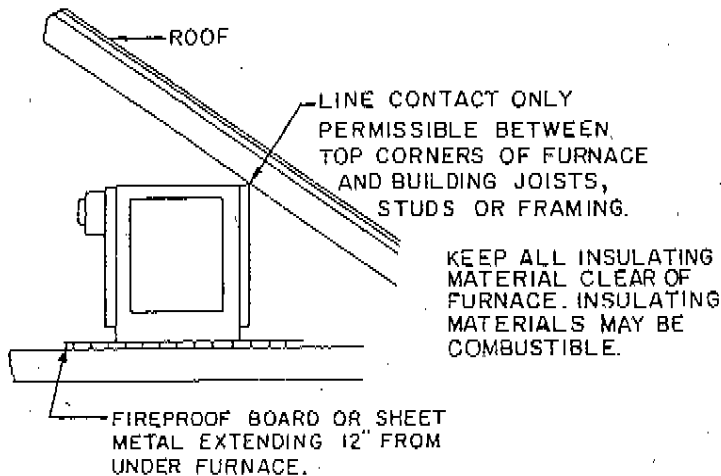 ROOF
LINE CONTACT ONLY
PERMISSIBLE BETWEEN
TOP CORNERS OF FURNACE
AND BUILDING JOISTS,
STUDS OR FRAMING.
KEEP ALL INSULATING
MATERIAL CLEAR OF
FURNACE. INSULATING
MATERIALS MAY BE
COMBUSTIBLE.
FIREPROOF BOARD OR SHEET
METAL EXTENDING 12" FROM
UNDER FURNACE.